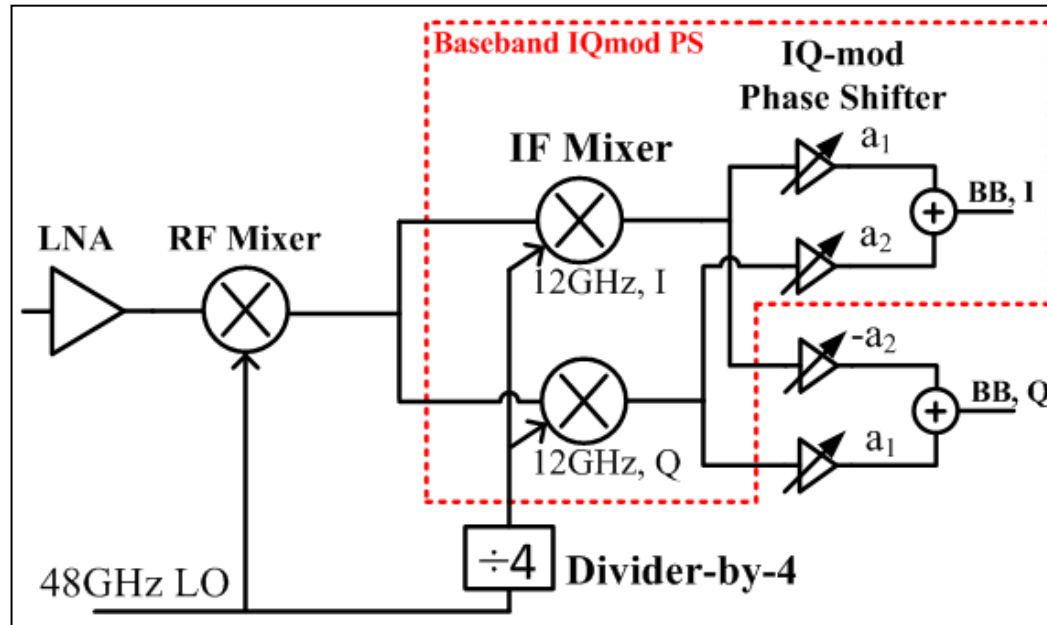 Baseband IQmod PS
IQ-mod
Phase Shifter
a₁
IF Mixer
BB, I
LNA
RF Mixer
a₂
12GHz, I
-a₂
BB, Q
12GHz, Q
a₁
÷4
Divider-by-4
48GHz LO